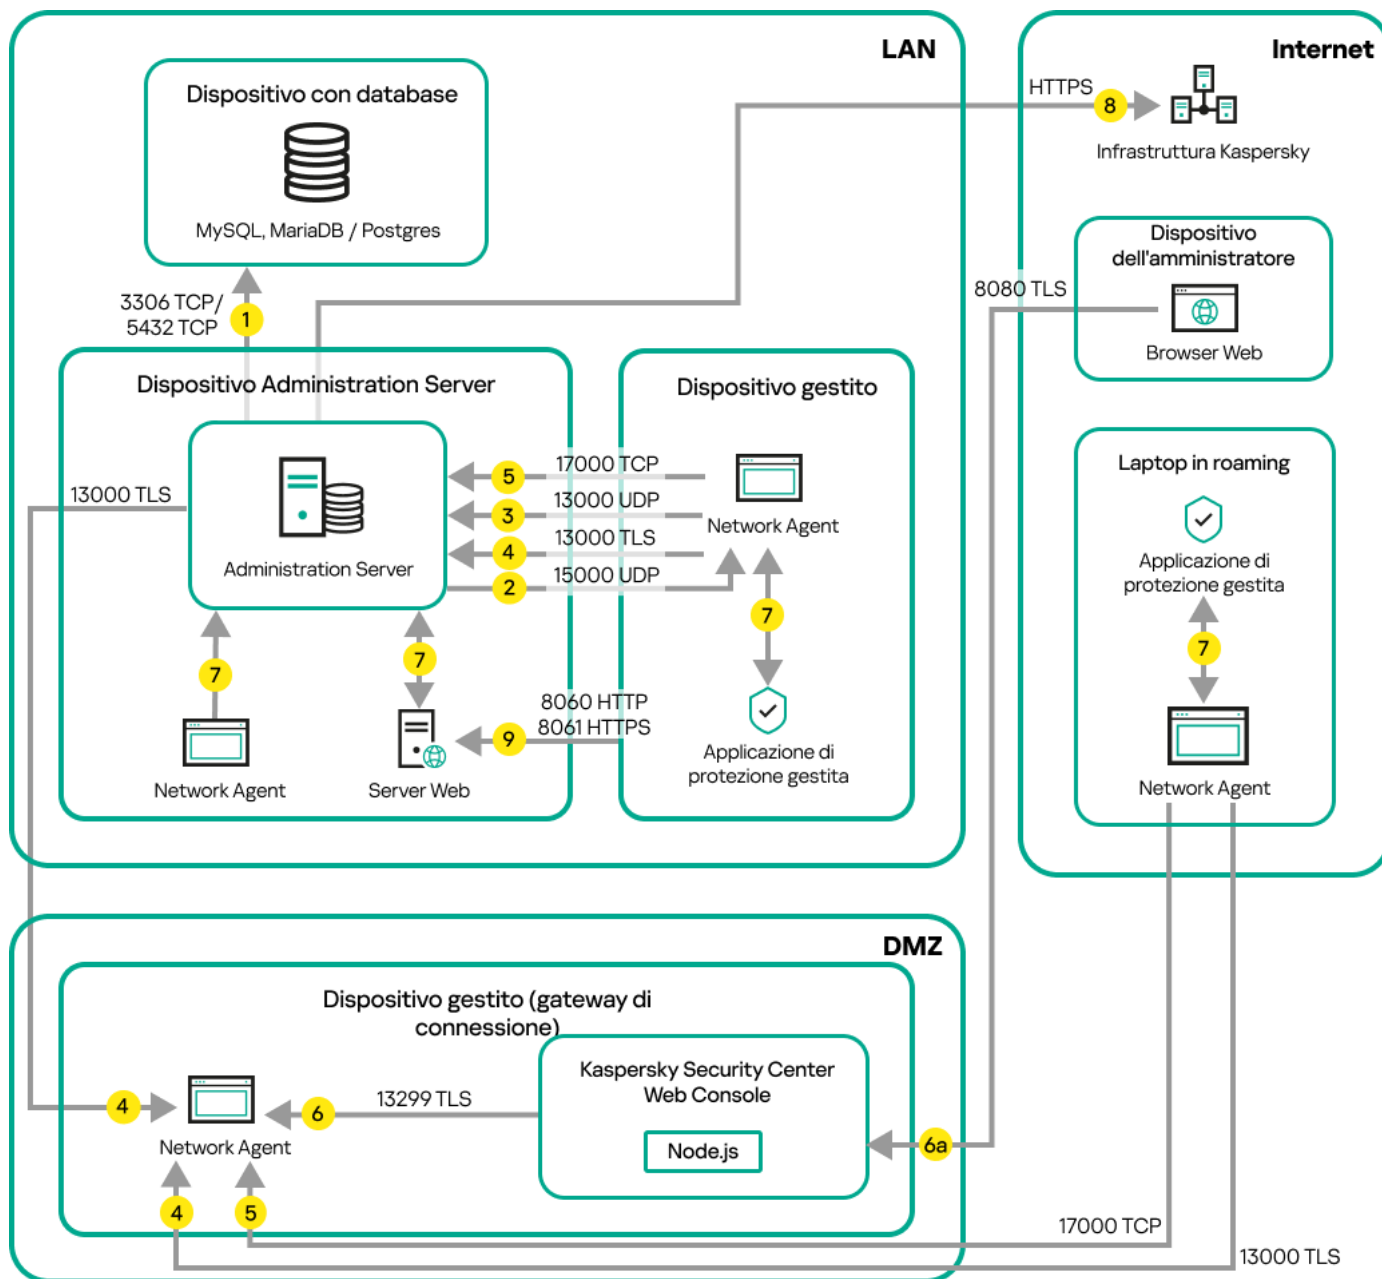 LAN
Dispositivo con database
MySQL, MariaDB / Postgres
3306 TCP/
5432 TCP
1
Dispositivo Administration Server
13000 TLS
Administration Server
7
7
Network Agent
Server Web
Dispositivo gestito
5
17000 TCP
3
13000 UDP
4
13000 TLS
2
15000 UDP
Network Agent
7
8060 HTTP
8061 HTTPS
9
Applicazione di
protezione gestita
Internet
HTTPS
8
Infrastruttura Kaspersky
Dispositivo
dell'amministratore
8080 TLS
Browser Web
Laptop in roaming
Applicazione di
protezione gestita
7
Network Agent
DMZ
Dispositivo gestito (gateway di
connessione)
Kaspersky Security Center
Web Console
Node.js
4
6
13299 TLS
6a
Network Agent
4
5
17000 TCP
13000 TLS